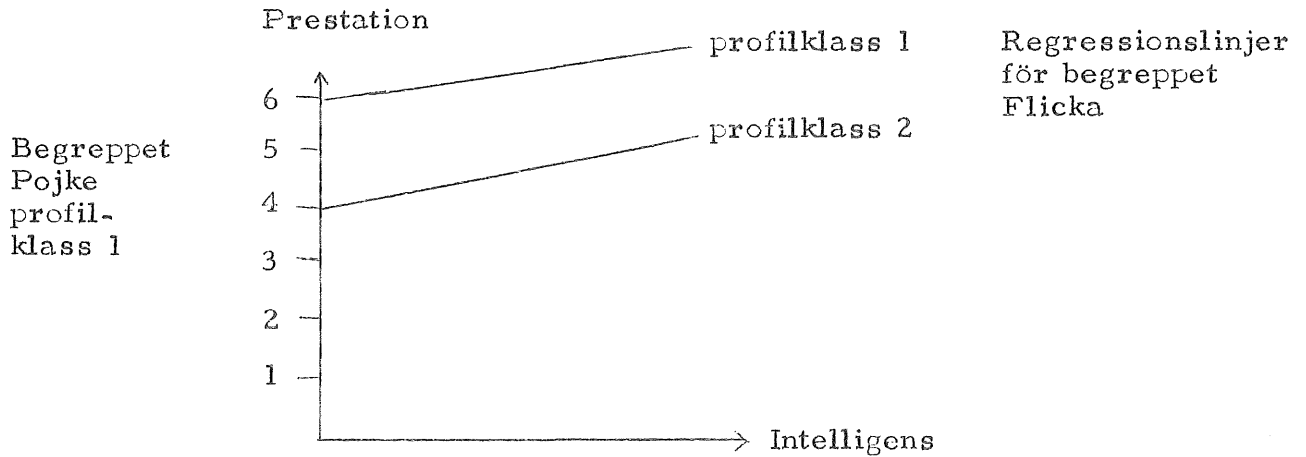 Prestation
profilklass 1
Regressionslinjer
för begreppet
Flicka
6
profilklass 2
5
Begreppet
Pojke
profil-
klass 1
4
3
2
1
Intelligens